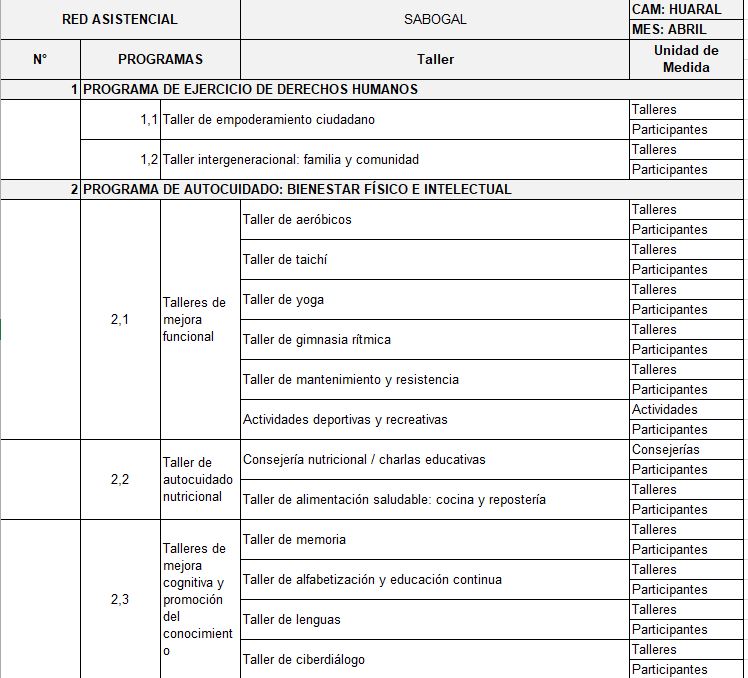 RED ASISTENCIAL SABOGAL CAM: HUARAL
MES: ABRIL
N° PROGRAMAS Taller Unidad de
Medida
1 PROGRAMA DE EJERCICIO DE DERECHOS HUMANOS
1,1 Taller de empoderamiento ciudadano Talleres
Participantes
1,2 Taller intergeneracional: familia y comunidad Talleres
Participantes
2 PROGRAMA DE AUTOCUIDADO: BIENESTAR FÍSICO E INTELECTUAL
2,1 Talleres de
mejora
funcional
Taller de aeróbicos Talleres
Participantes
Taller de taichí Talleres
Participantes
Taller de yoga Talleres
Participantes
Taller de gimnasia rítmica Talleres
Participantes
Taller de mantenimiento y resistencia Talleres
Participantes
Actividades deportivas y recreativas Actividades
Participantes
2,2 Taller de
autocuidado
nutricional
Consejería nutricional / charlas educativas Consejerías
Participantes
Taller de alimentación saludable: cocina y repostería Talleres
Participantes
2,3 Talleres de
mejora
cognitiva y
promoción
del
conocimient
o
Taller de memoria Talleres
Participantes
Taller de alfabetización y educación continua Talleres
Participantes
Taller de lenguas Talleres
Participantes
Taller de ciberdiálogo Talleres
Participantes